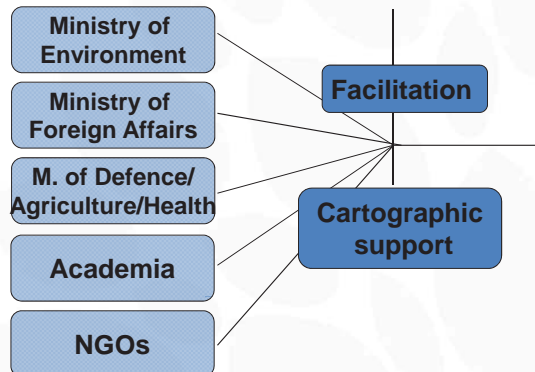 Ministry of
Environment
Facilitation
Ministry of
Foreign Affairs
M. of Defence/
Agriculture/Health
Cartographic
support
Academia
NGOs